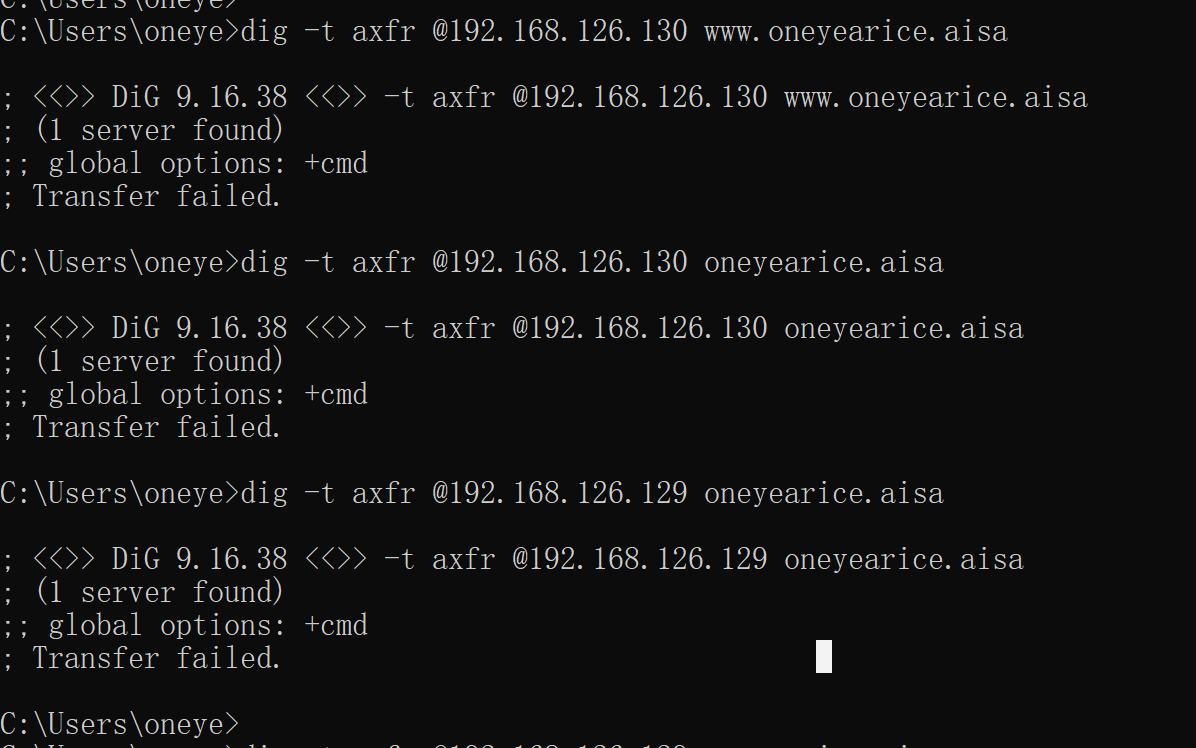 C:\Users\oneye>
C:\Users\oneye>dig -t axfr @192.168.126.130 www.oneyearice.aisa
; <<>> DiG 9.16.38 <<>> -t axfr @192.168.126.130 www.oneyearice.aisa
; (1 server found)
;; global options: +cmd
; Transfer failed.
C:\Users\oneye>dig -t axfr @192.168.126.130 oneyearice.aisa
; <<>> DiG 9.16.38 <<>> -t axfr @192.168.126.130 oneyearice.aisa
; (1 server found)
;; global options: +cmd
; Transfer failed.
C:\Users\oneye>dig -t axfr @192.168.126.129 oneyearice.aisa
; <<>> DiG 9.16.38 <<>> -t axfr @192.168.126.129 oneyearice.aisa
; (1 server found)
;; global options: +cmd
; Transfer failed.
C:\Users\oneye>